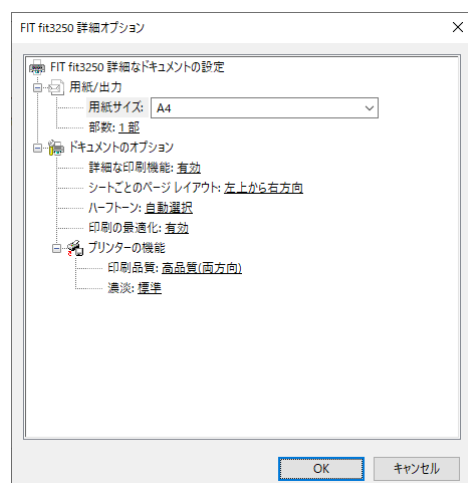 FIT fit3250 詳細オプション
FIT fit3250 詳細なドキュメントの設定
用紙/出力
用紙サイズ: A4
部数: 1 部
ドキュメントのオプション
詳細な印刷機能: 有効
シートごとのページ レイアウト: 左上から右方向
ハーフトーン: 自動選択
印刷の最適化: 有効
プリンターの機能
印刷品質: 高品質(両方向)
濃淡: 標準
OK キャンセル